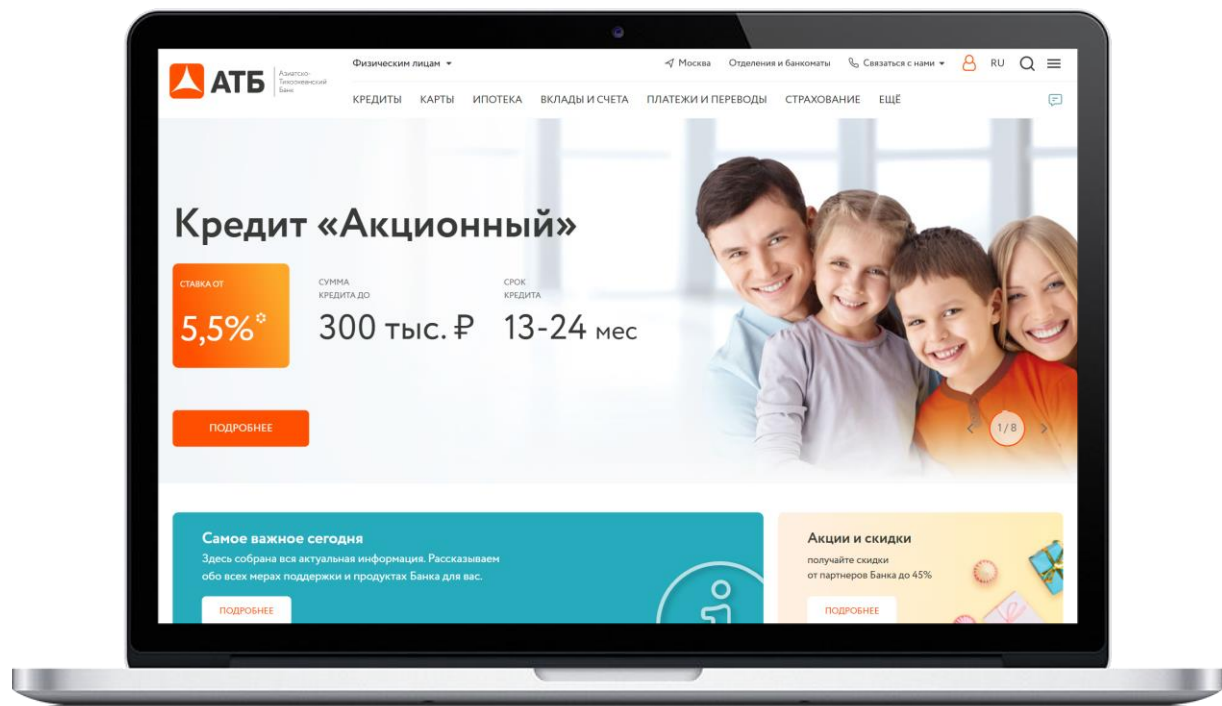 АТБ
Азиатско-
Тихоокеанский
Банк
Физическим лицам
Москва
Отделения и банкоматы
Связаться с нами
RU
КРЕДИТЫ
КАРТЫ
ИПОТЕКА
ВКЛАДЫ И СЧЕТА
ПЛАТЕЖИ И ПЕРЕВОДЫ
СТРАХОВАНИЕ
ЕЩЁ
Кредит «Акционный»
СТАВКА ОТ
5,5%
СУММА
КРЕДИТА ДО
300 тыс. ₽
СРОК
КРЕДИТА
13-24 мес
ПОДРОБНЕЕ
1/8
Самое важное сегодня
Здесь собрана вся актуальная информация. Рассказываем
обо всех мерах поддержки и продуктах Банка для вас.
ПОДРОБНЕЕ
Акции и скидки
получайте скидки
от партнеров Банка до 45%
ПОДРОБНЕЕ